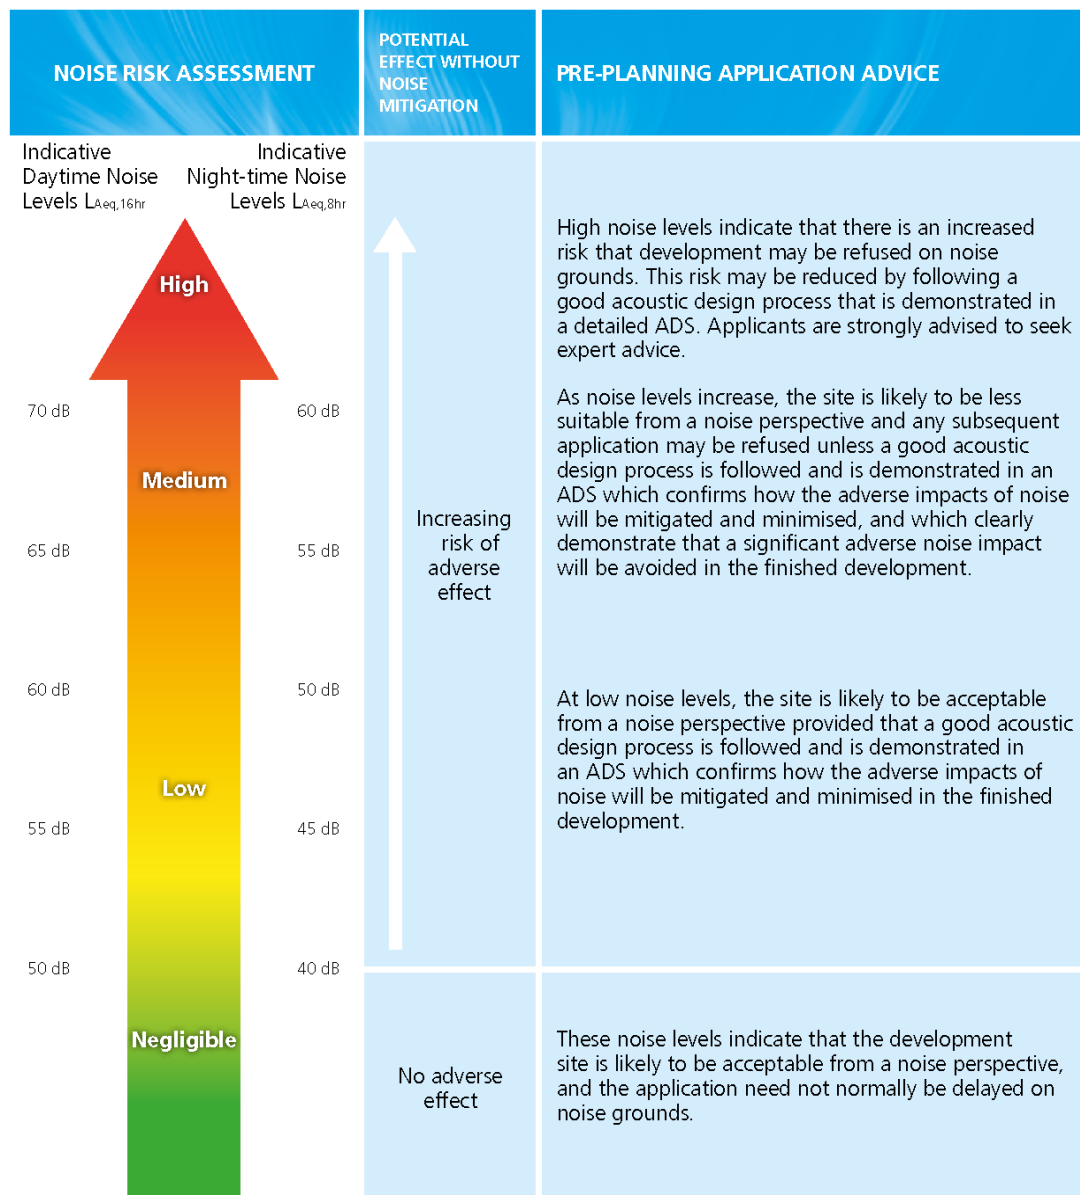 NOISE RISK ASSESSMENT
POTENTIAL
EFFECT WITHOUT
NOISE
MITIGATION
PRE-PLANNING APPLICATION ADVICE
Indicative
Daytime Noise
Levels LAeq,16hr
Indicative
Night-time Noise
Levels LAeq,8hr
High
70 dB
60 dB
Medium
65 dB
55 dB
60 dB
50 dB
Low
55 dB
45 dB
50 dB
40 dB
Negligible
Increasing
risk of
adverse
effect
No adverse
effect
High noise levels indicate that there is an increased
risk that development may be refused on noise
grounds. This risk may be reduced by following a
good acoustic design process that is demonstrated in
a detailed ADS. Applicants are strongly advised to seek
expert advice.
As noise levels increase, the site is likely to be less
suitable from a noise perspective and any subsequent
application may be refused unless a good acoustic
design process is followed and is demonstrated in an
ADS which confirms how the adverse impacts of noise
will be mitigated and minimised, and which clearly
demonstrate that a significant adverse noise impact
will be avoided in the finished development.
At low noise levels, the site is likely to be acceptable
from a noise perspective provided that a good acoustic
design process is followed and is demonstrated in
an ADS which confirms how the adverse impacts of
noise will be mitigated and minimised in the finished
development.
These noise levels indicate that the development
site is likely to be acceptable from a noise perspective,
and the application need not normally be delayed on
noise grounds.